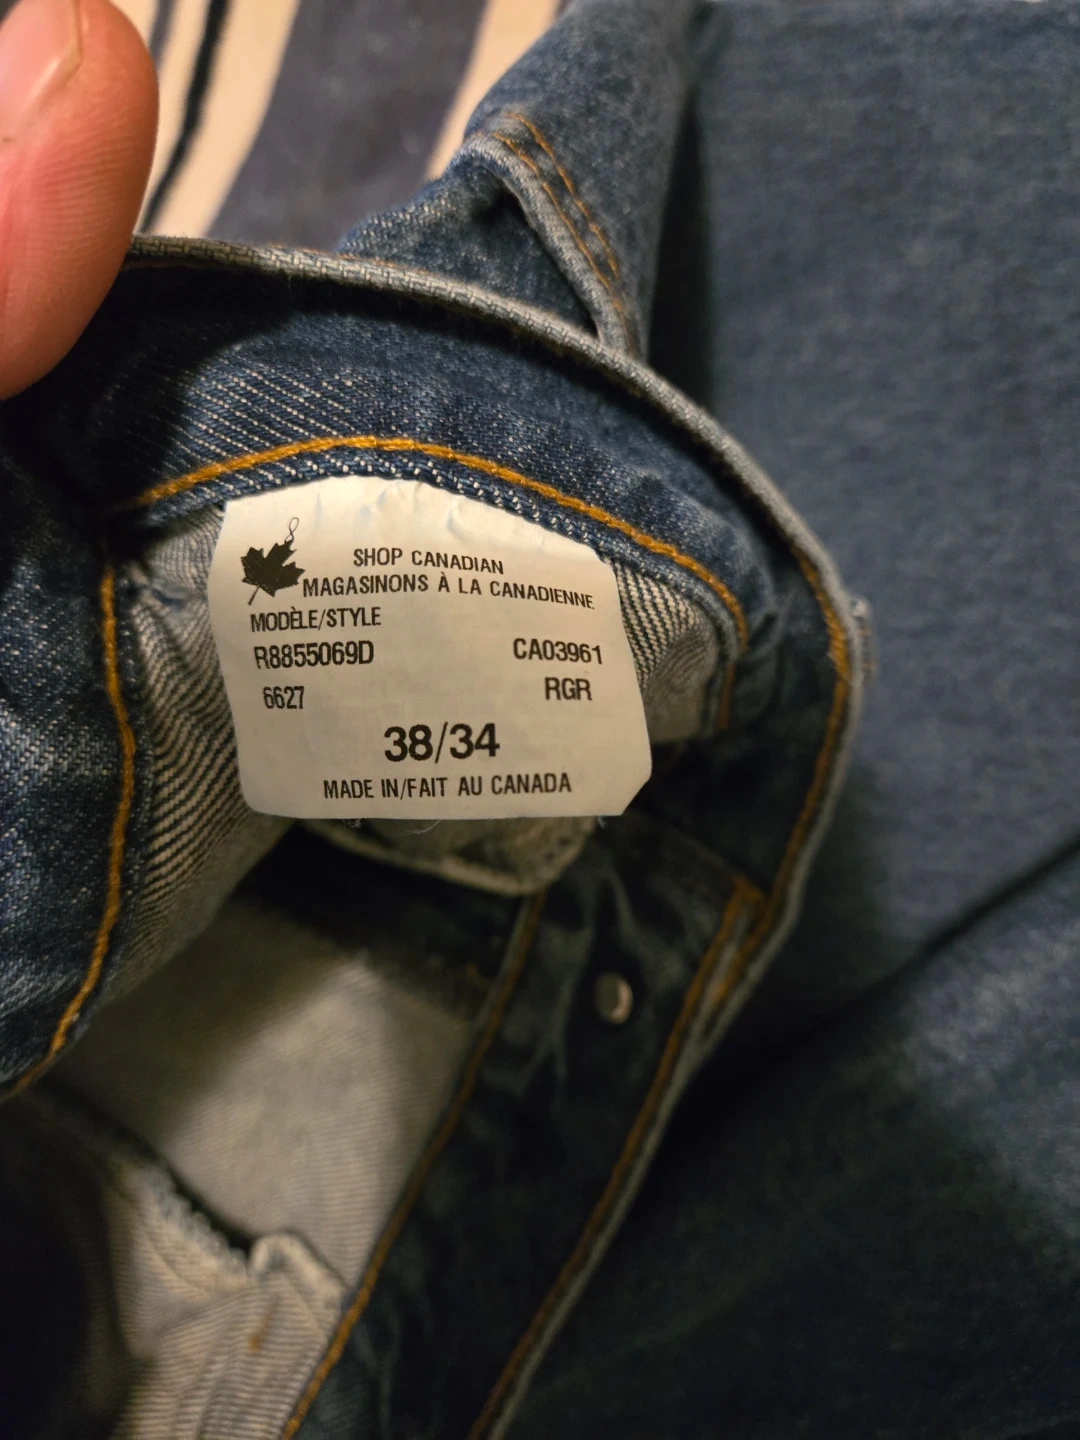 SHOP CANADIAN
MAGASINONS À LA CANADIENNE
MODÈLE/STYLE
R8855069D CA03961
6627 RGR
38/34
MADE IN/FAIT AU CANADA